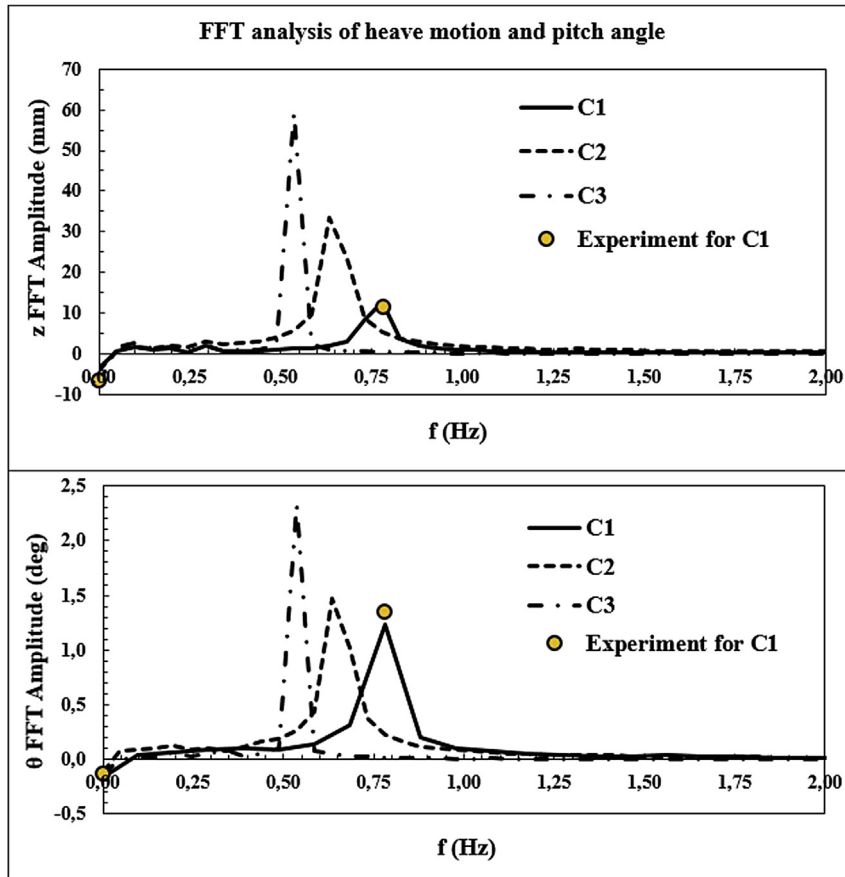 FFT analysis of heave motion and pitch angle
z FFT Amplitude (mm)
70
60
50
40
30
20
10
0
-10
C1
C2
C3
Experiment for C1
0,00 0,25 0,50 0,75 1,00 1,25 1,50 1,75 2,00
f (Hz)
θ FFT Amplitude (deg)
2,5
2,0
1,5
1,0
0,5
0,0
-0,5
C1
C2
C3
Experiment for C1
0,00 0,25 0,50 0,75 1,00 1,25 1,50 1,75 2,00
f (Hz)